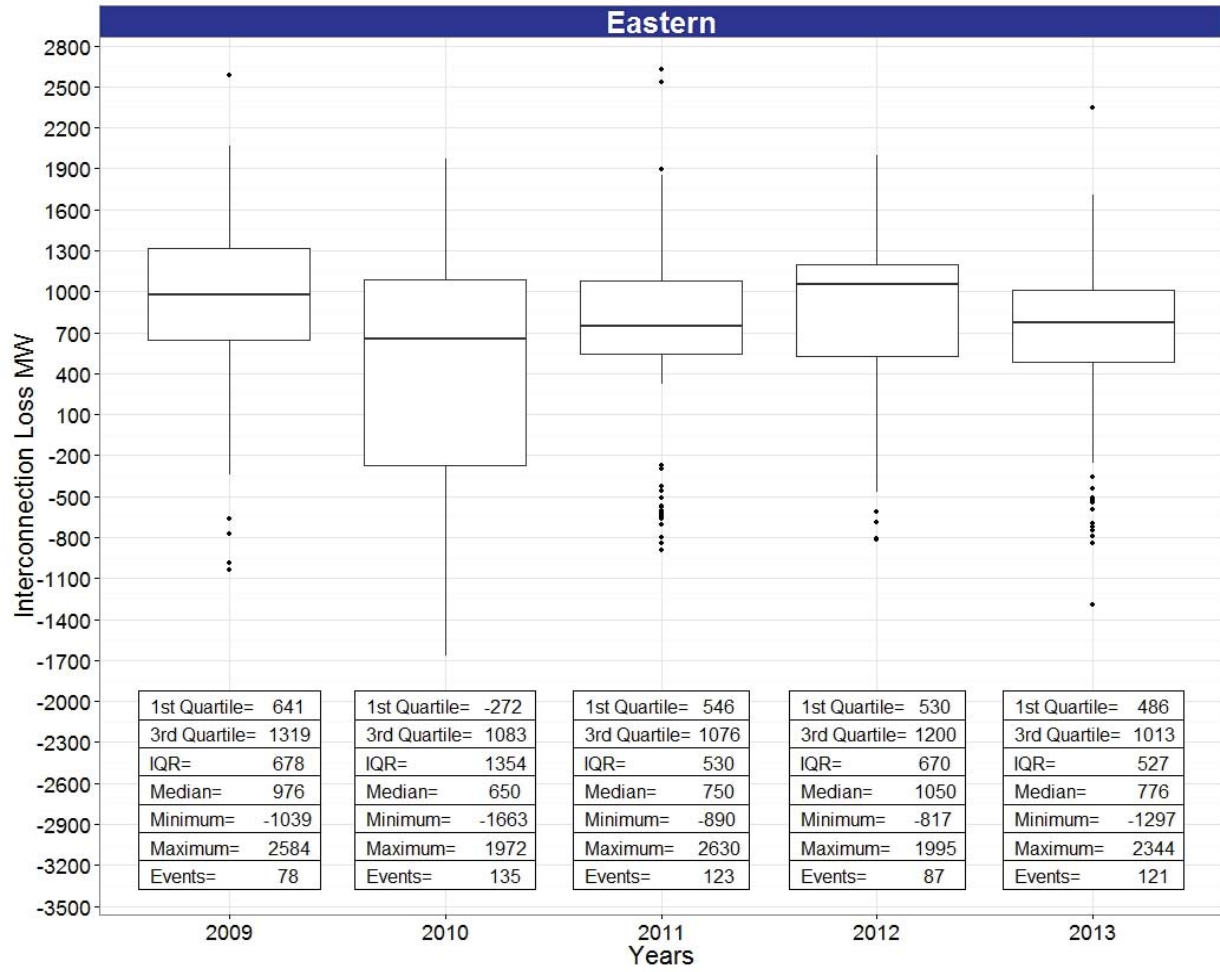 Eastern
2800
2500
2200
1900
1600
1300
1000
700
400
100
-200
-500
-800
-1100
-1400
-1700
-2000
-2300
-2600
-2900
-3200
-3500
Interconnection Loss MW
1st Quartile= 641
3rd Quartile= 1319
IQR= 678
Median= 976
Minimum= -1039
Maximum= 2584
Events= 78
1st Quartile= -272
3rd Quartile= 1083
IQR= 1354
Median= 650
Minimum= -1663
Maximum= 1972
Events= 135
1st Quartile= 546
3rd Quartile= 1076
IQR= 530
Median= 750
Minimum= -890
Maximum= 2630
Events= 123
1st Quartile= 530
3rd Quartile= 1200
IQR= 670
Median= 1050
Minimum= -817
Maximum= 1995
Events= 87
1st Quartile= 486
3rd Quartile= 1013
IQR= 527
Median= 776
Minimum= -1297
Maximum= 2344
Events= 121
2009 2010 2011 2012 2013
Years